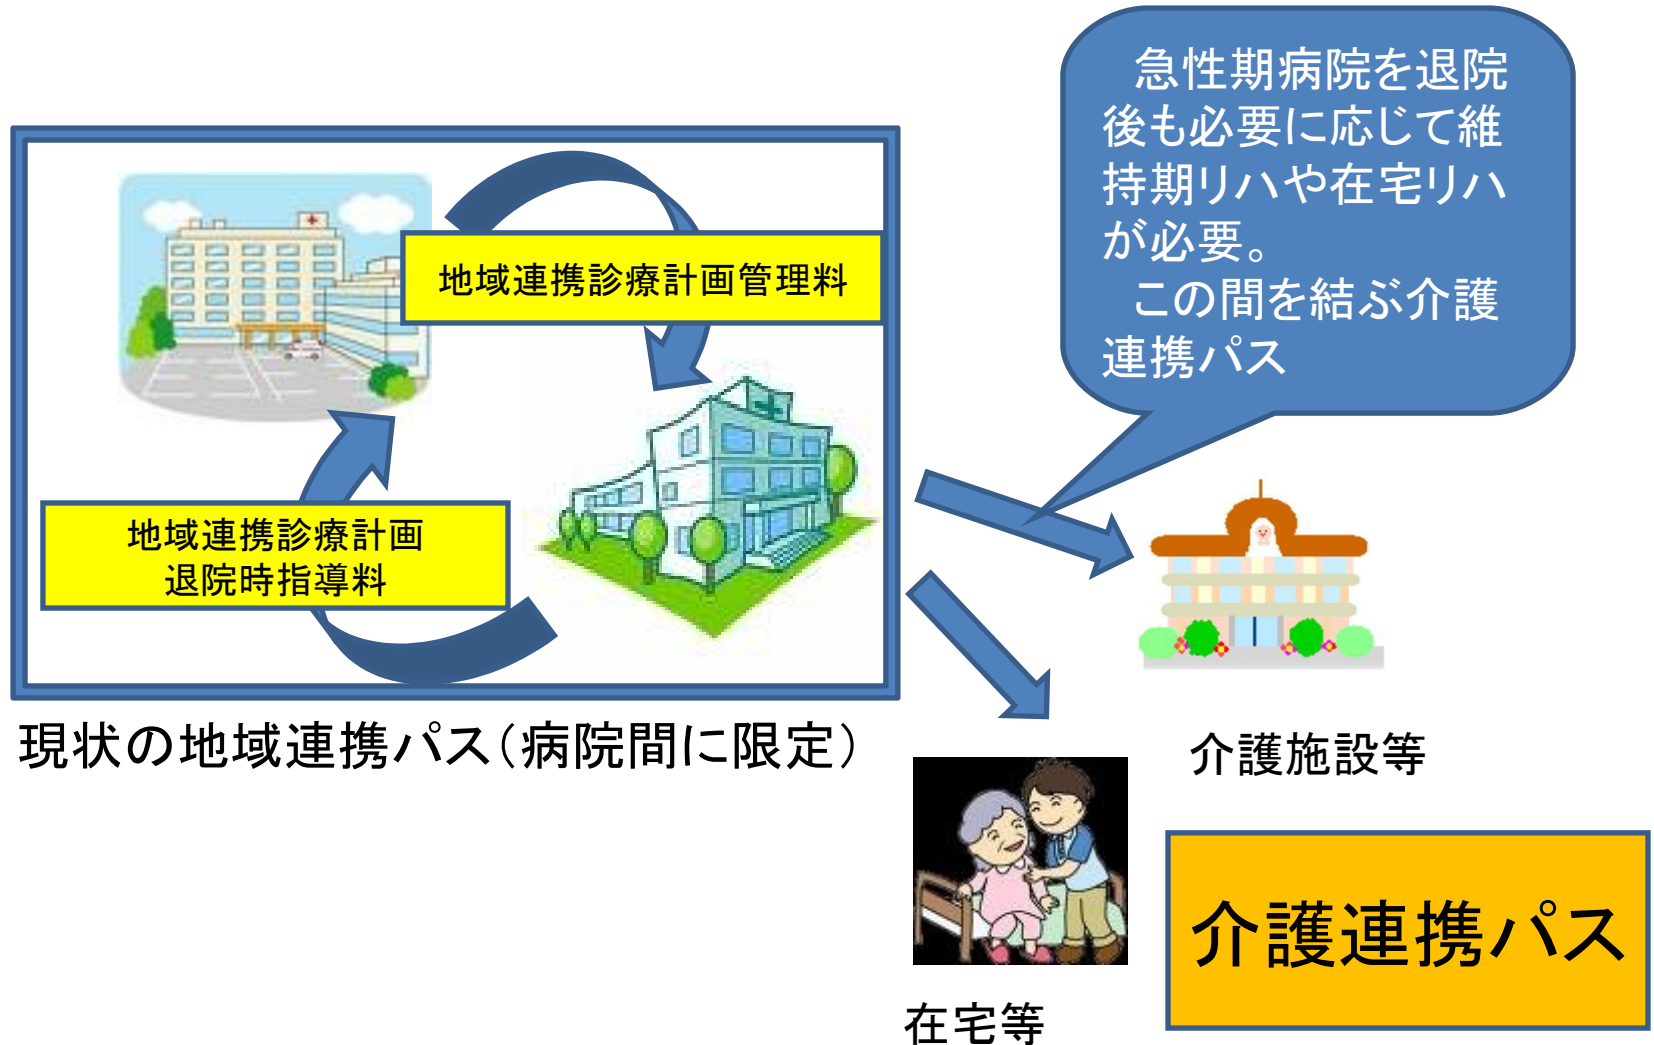 急性期病院を退院
後も必要に応じて維
持期リハや在宅リハ
が必要。
この間を結ぶ介護
連携パス
地域連携診療計画管理料
地域連携診療計画
退院時指導料
現状の地域連携パス（病院間に限定）
介護施設等
在宅等
介護連携パス